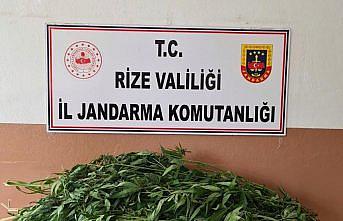 T.C.
RİZE VALİLİĞİ
İL JANDARMA KOMUTANLIĞI